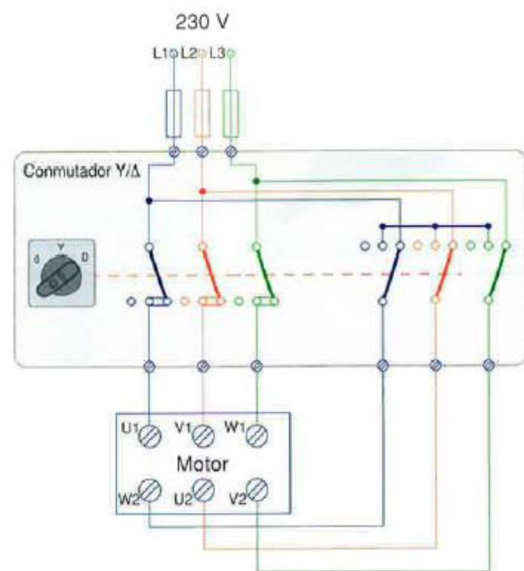 230 V
L1 L2 L3
Conmutador Y/Δ
Y
0 D
U1 V1 W1
Motor
W2 U2 V2